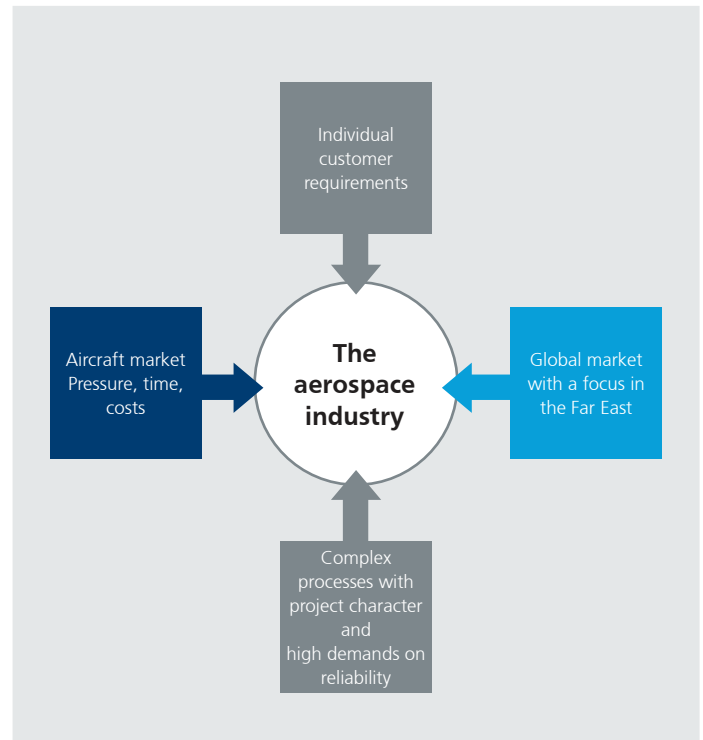 Individual
customer
requirements
Aircraft market
Pressure, time,
costs
The
aerospace
industry
Global market
with a focus in
the Far East
Complex
processes with
project character
and
high demands on
reliability